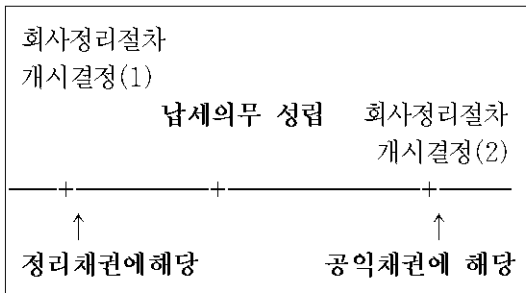 회사정리절차
개시결정(1)
납세의무 성립 회사정리절차
개시결정(2)
정리채권에해당 공익채권에 해당